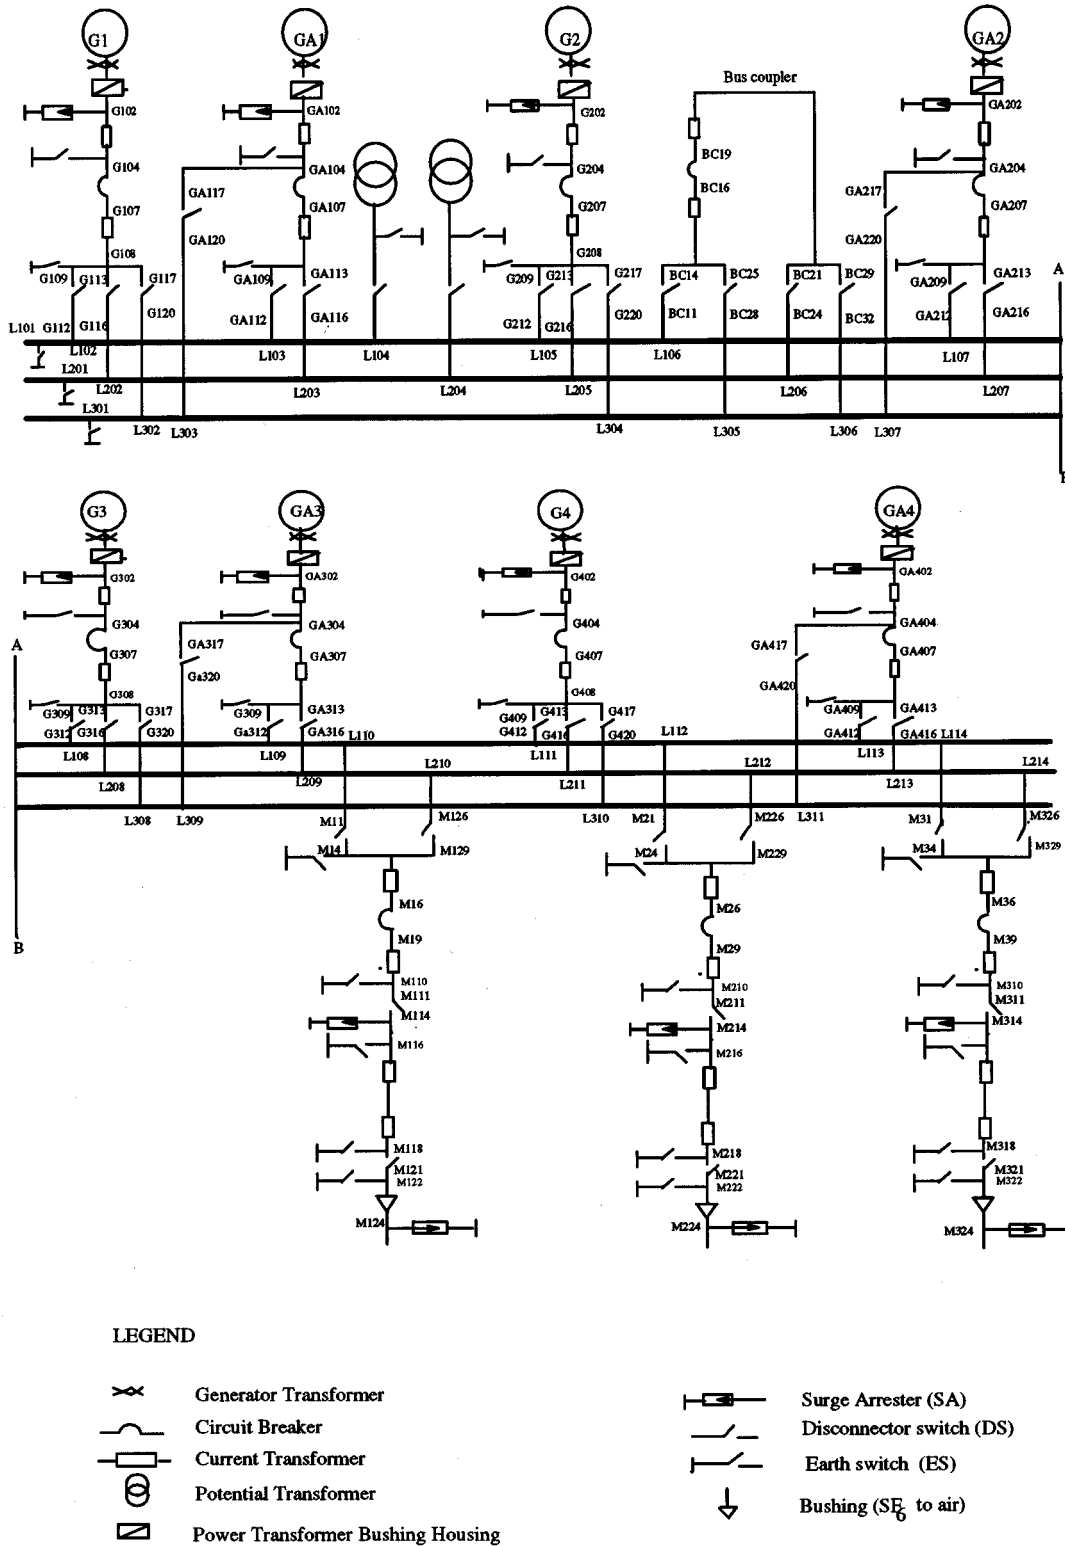 G1 GA1 G2 GA2
Bus coupler
G102 GA102 G202 GA202
BC19
G104 GA104 G204 GA204
GA117 BC16 GA217
G107 GA107 G207 GA207
GA120 GA220
G108 G208
G109 G113 G117 GA109 GA113 G209 G213 G217 BC14 BC25 BC21 BC29 GA209 GA213
G112 G116 G120 GA112 GA116 G212 G216 G220 BC11 BC28 BC24 BC32 GA212 GA216
A
L101
L102 L103 L104 L105 L106 L107
L201
L202 L203 L204 L205 L206 L207
L301
L302 L303 L304 L305 L306 L307
G3 GA3 G4 GA4
G302 GA302 G402 GA402
G304 GA304 G404 GA404
A GA317 GA417
G307 GA307 G407 GA407
Ga320 GA420
G308 G408
G309 G313 G317 G309 GA313 G409 G413 G417 GA409 GA413
G312 G316 G320 Ga312 GA316 G412 G416 G420 GA412 GA416
L108 L109 L110 L111 L112 L113 L114
L208 L209 L210 L211 L212 L213 L214
L308 L309 L310 L311
M11 M126 M21 M226 M31 M326
M14 M129 M24 M229 M34 M329
M16 M26 M36
B M19 M29 M39
M110 M210 M310
M111 M211 M311
M114 M214 M314
M116 M216
M118 M218 M318
M121 M221 M321
M122 M222 M322
M124 M224 M324
LEGEND
Generator Transformer
Circuit Breaker
Current Transformer
Potential Transformer
Power Transformer Bushing Housing
Surge Arrester (SA)
Disconnector switch (DS)
Earth switch (ES)
Bushing (SF6 to air)